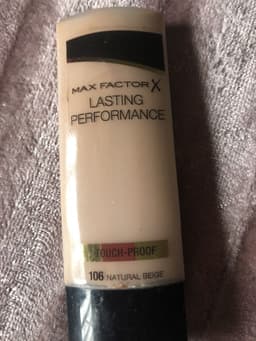 MAX FACTOR X
LASTING
PERFORMANCE
TOUCH-PROOF
106 NATURAL BEIGE